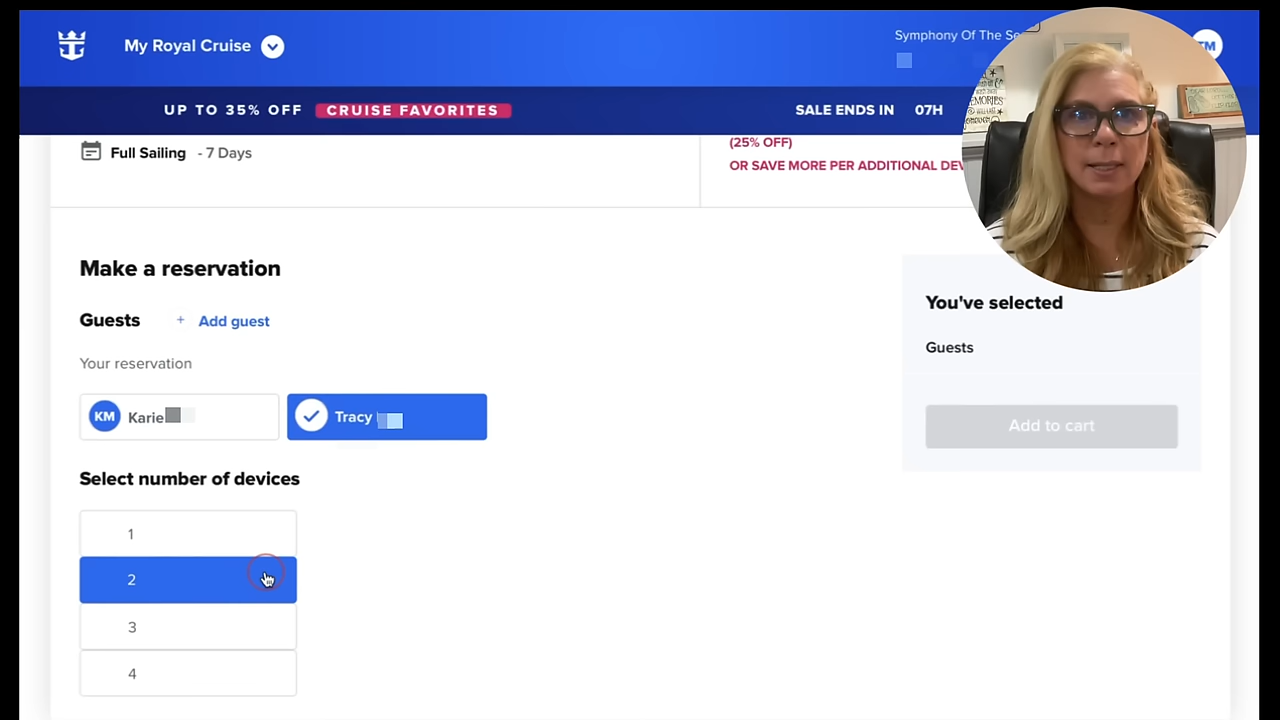 My Royal Cruise
Symphony Of The Se
UP TO 35% OFF CRUISE FAVORITES
SALE ENDS IN 07H
Full Sailing - 7 Days
(25% OFF)
OR SAVE MORE PER ADDITIONAL DEV
Make a reservation
Guests + Add guest
Your reservation
KM Karie
Tracy
Select number of devices
1
2
3
4
You've selected
Guests
Add to cart
MEMORIES